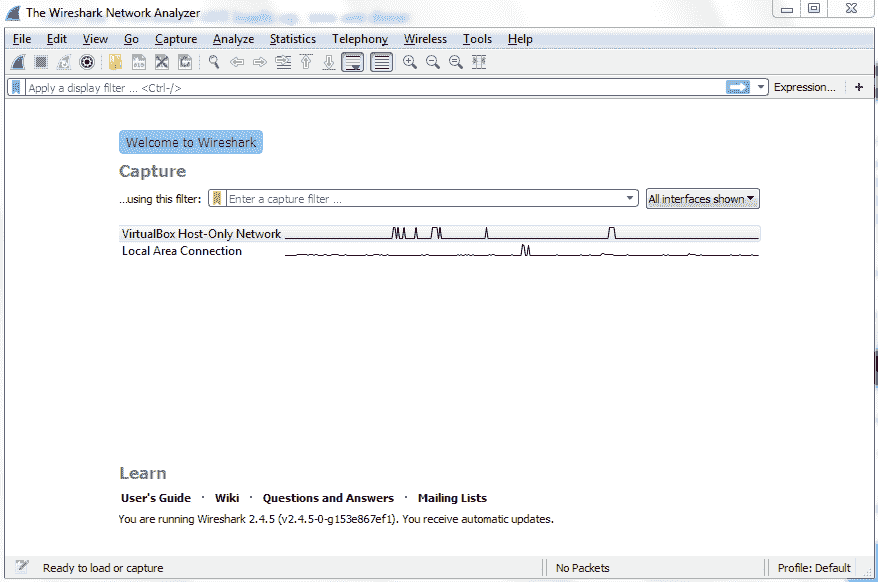 The Wireshark Network Analyzer
File Edit View Go Capture Analyze Statistics Telephony Wireless Tools Help
Apply a display filter ... <Ctrl-/> Expression... +
Welcome to Wireshark
Capture
...using this filter: Enter a capture filter ... All interfaces shown
VirtualBox Host-Only Network
Local Area Connection
Learn
User's Guide · Wiki · Questions and Answers · Mailing Lists
You are running Wireshark 2.4.5 (v2.4.5-0-g153e867ef1). You receive automatic updates.
Ready to load or capture No Packets Profile: Default